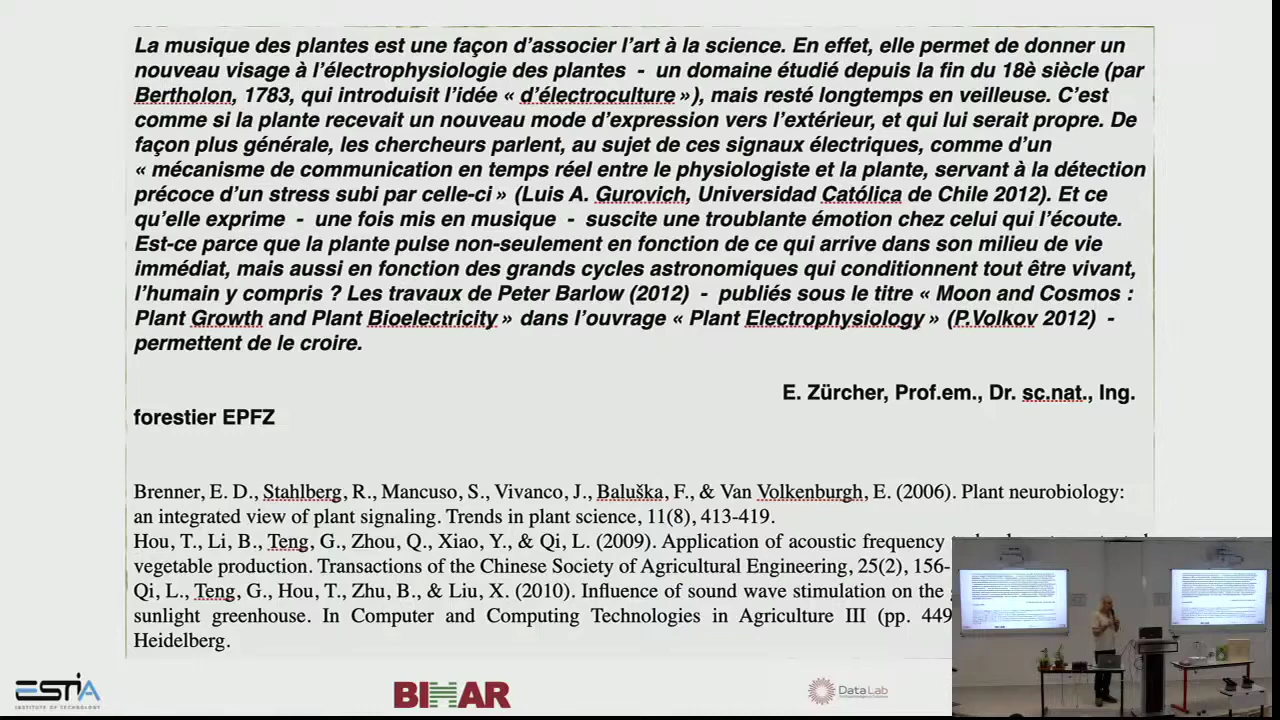 La musique des plantes est une façon d'associer l'art à la science. En effet, elle permet de donner un
nouveau visage à l'électrophysiologie des plantes - un domaine étudié depuis la fin du 18è siècle (par
Bertholon, 1783, qui introduisit l'idée « d'électroculture »), mais resté longtemps en veilleuse. C'est
comme si la plante recevait un nouveau mode d'expression vers l'extérieur, et qui lui serait propre. De
façon plus générale, les chercheurs parlent, au sujet de ces signaux électriques, comme d'un
« mécanisme de communication en temps réel entre le physiologiste et la plante, servant à la détection
précoce d'un stress subi par celle-ci » (Luis A. Gurovich, Universidad Católica de Chile 2012). Et ce
qu'elle exprime - une fois mis en musique - suscite une troublante émotion chez celui qui l'écoute.
Est-ce parce que la plante pulse non-seulement en fonction de ce qui arrive dans son milieu de vie
immédiat, mais aussi en fonction des grands cycles astronomiques qui conditionnent tout être vivant,
l'humain y compris ? Les travaux de Peter Barlow (2012) - publiés sous le titre « Moon and Cosmos :
Plant Growth and Plant Bioelectricity » dans l'ouvrage « Plant Electrophysiology » (P.Volkov 2012) -
permettent de le croire.
E. Zürcher, Prof.em., Dr. sc.nat., Ing.
forestier EPFZ
Brenner, E. D., Stahlberg, R., Mancuso, S., Vivanco, J., Baluška, F., & Van Volkenburgh, E. (2006). Plant neurobiology:
an integrated view of plant signaling. Trends in plant science, 11(8), 413-419.
Hou, T., Li, B., Teng, G., Zhou, Q., Xiao, Y., & Qi, L. (2009). Application of acoustic frequency
vegetable production. Transactions of the Chinese Society of Agricultural Engineering, 25(2), 156-
Qi, L., Teng, G., Hou, T., Zhu, B., & Liu, X. (2010). Influence of sound wave stimulation on the
sunlight greenhouse. In Computer and Computing Technologies in Agriculture III (pp. 449
Heidelberg.
ESTIA
INSTITUTE OF TECHNOLOGY
BIHAR
DataLab